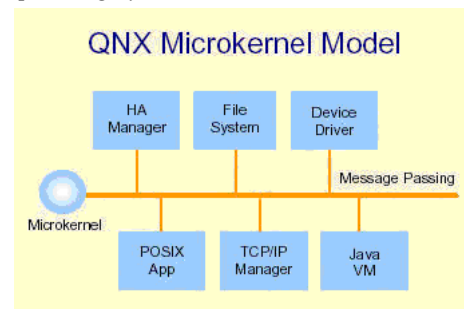 QNX Microkernel Model
HA
Manager
File
System
Device
Driver
Message Passing
Microkernel
POSIX
App
TCP/IP
Manager
Java
VM